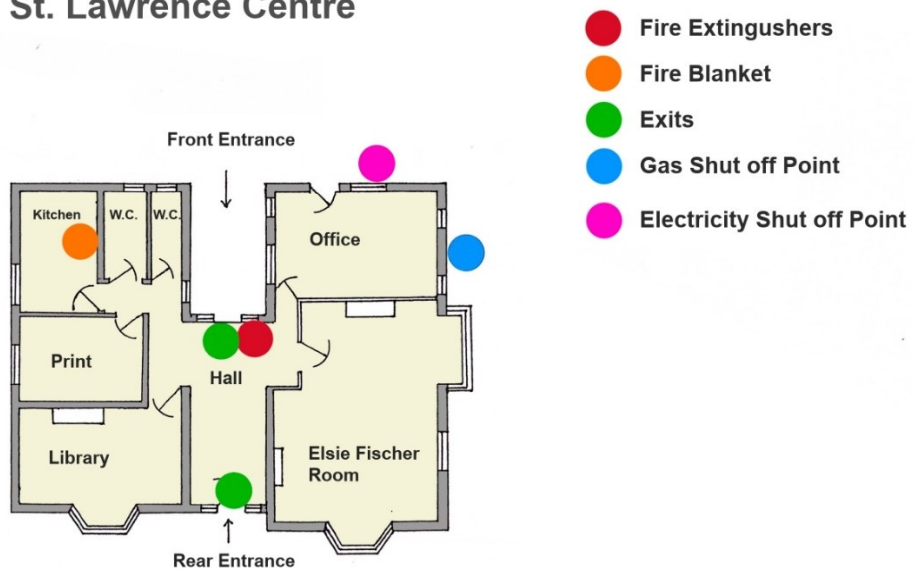 St. Lawrence Centre
Fire Extingushers
Fire Blanket
Exits
Gas Shut off Point
Electricity Shut off Point
Front Entrance
Kitchen
W.C.
W.C.
Office
Print
Hall
Library
Elsie Fischer
Room
Rear Entrance